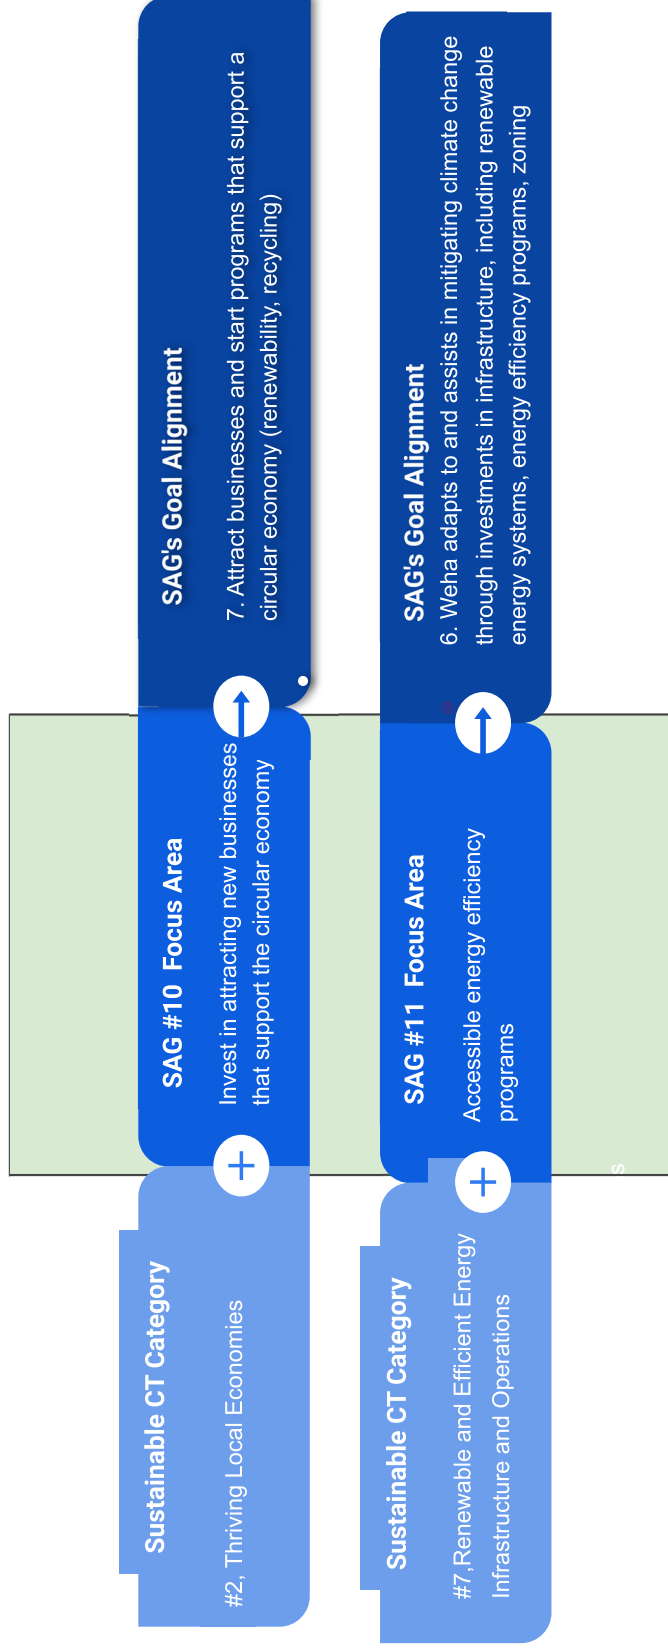 Sustainable CT Category
#2, Thriving Local Economies
SAG #10 Focus Area
Invest in attracting new businesses
that support the circular economy
SAG's Goal Alignment
7. Attract businesses and start programs that support a
circular economy (renewability, recycling)
Sustainable CT Category
#7,Renewable and Efficient Energy
Infrastructure and Operations
SAG #11 Focus Area
Accessible energy efficiency
programs
SAG's Goal Alignment
6. Weha adapts to and assists in mitigating climate change
through investments in infrastructure, including renewable
energy systems, energy efficiency programs, zoning
s